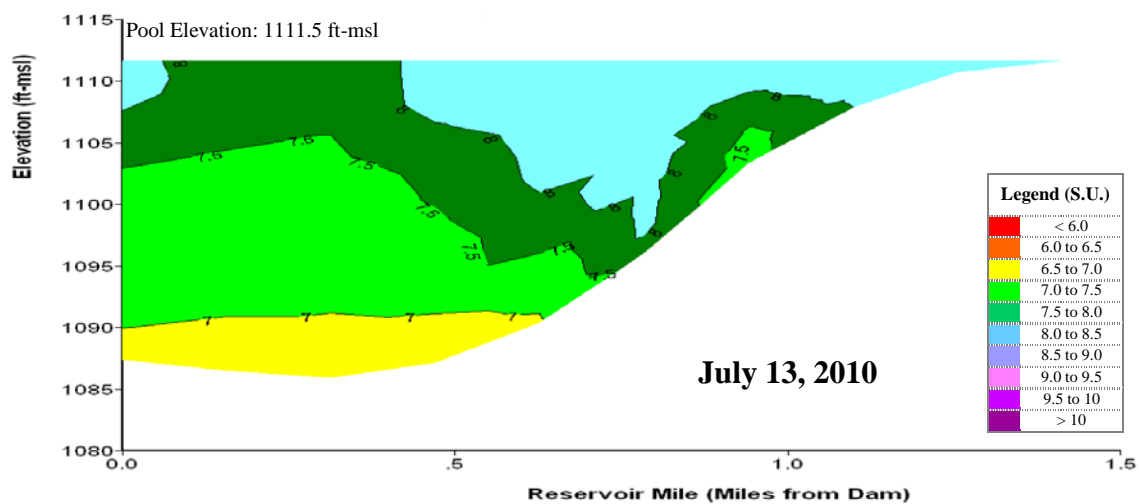 Pool Elevation: 1111.5 ft-msl
Elevation (ft-msl)
1115
1110
1105
1100
1095
1090
1085
1080
0.0
.5
1.0
1.5
Reservoir Mile (Miles from Dam)
8
8
8
8
8
8
8
8
7.5
7.5
7.5
7.5
7.5
7.5
7.5
7
7
7
7
July 13, 2010
Legend (S.U.)
< 6.0
6.0 to 6.5
6.5 to 7.0
7.0 to 7.5
7.5 to 8.0
8.0 to 8.5
8.5 to 9.0
9.0 to 9.5
9.5 to 10
> 10